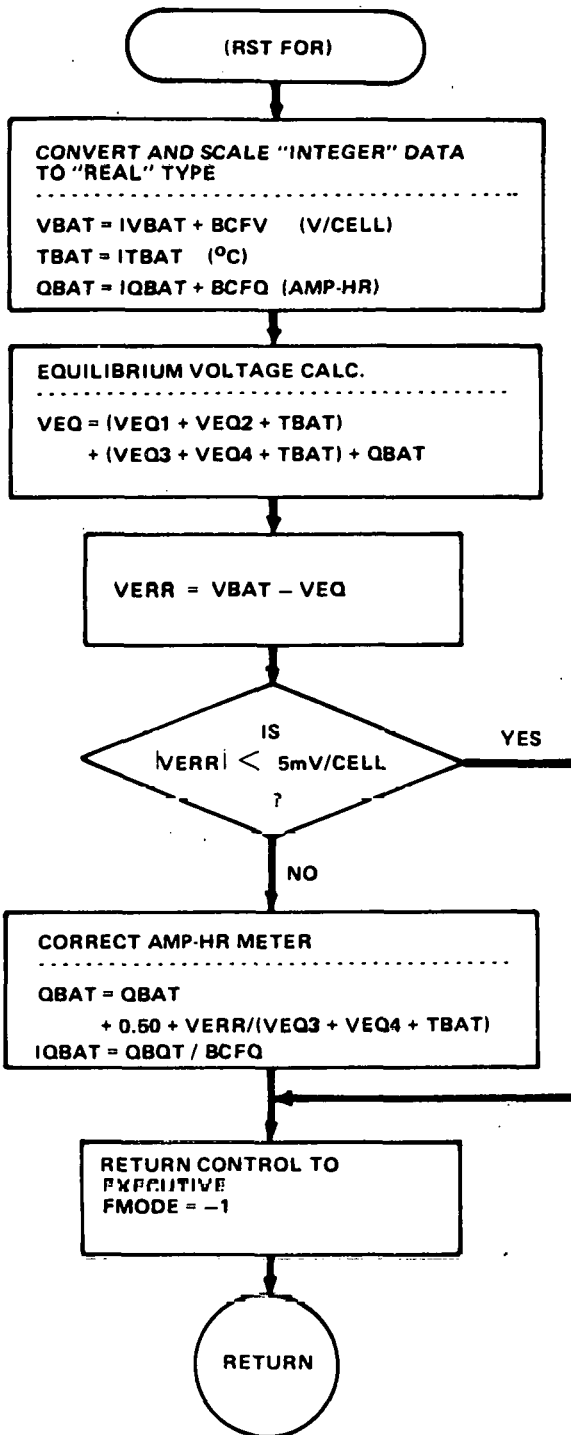 (RST FOR)
CONVERT AND SCALE "INTEGER" DATA
TO "REAL" TYPE
VBAT = IVBAT + BCFV (V/CELL)
TBAT = ITBAT (°C)
QBAT = IQBAT + BCFQ (AMP-HR)
EQUILIBRIUM VOLTAGE CALC.
VEQ = (VEQ1 + VEQ2 + TBAT)
+ (VEQ3 + VEQ4 + TBAT) + QBAT
VERR = VBAT – VEQ
IS
|VERR| < 5mV/CELL
?
YES
NO
CORRECT AMP-HR METER
QBAT = QBAT
+ 0.50 + VERR/(VEQ3 + VEQ4 + TBAT)
IQBAT = QBQT / BCFQ
RETURN CONTROL TO
EXECUTIVE
FMODE = –1
RETURN